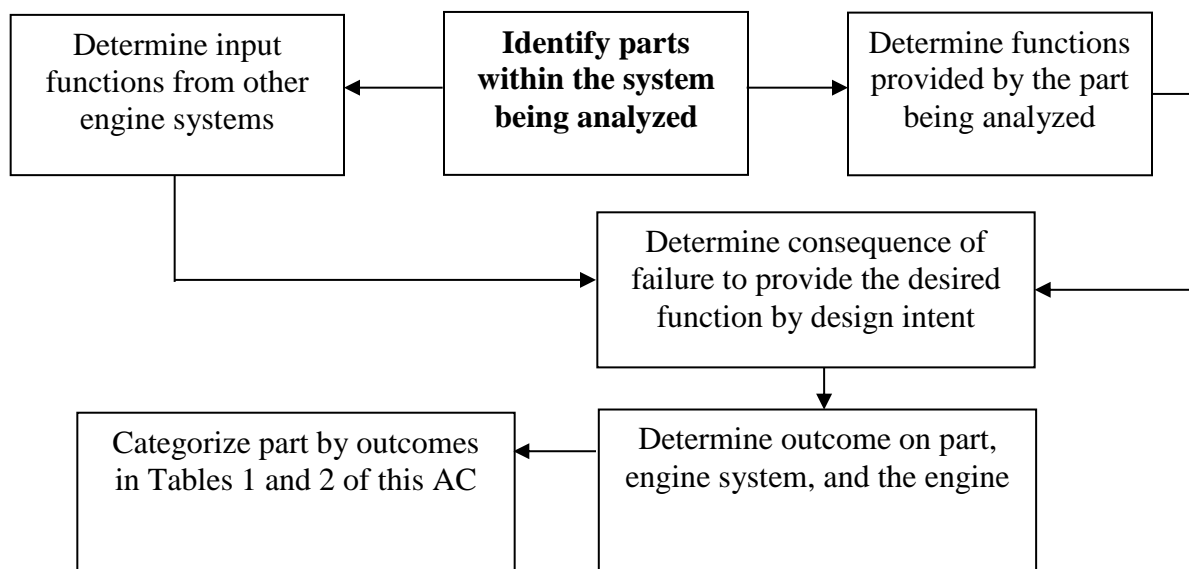 Determine input
functions from other
engine systems
Identify parts
within the system
being analyzed
Determine functions
provided by the part
being analyzed
Determine consequence of
failure to provide the desired
function by design intent
Categorize part by outcomes
in Tables 1 and 2 of this AC
Determine outcome on part,
engine system, and the engine